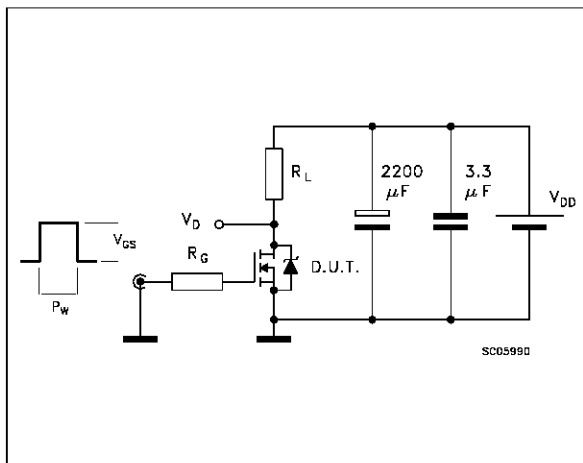 R_L
2200
μF
3.3
μF
V_DD
V_D
V_GS
R_G
D.U.T.
P_W
SC05990